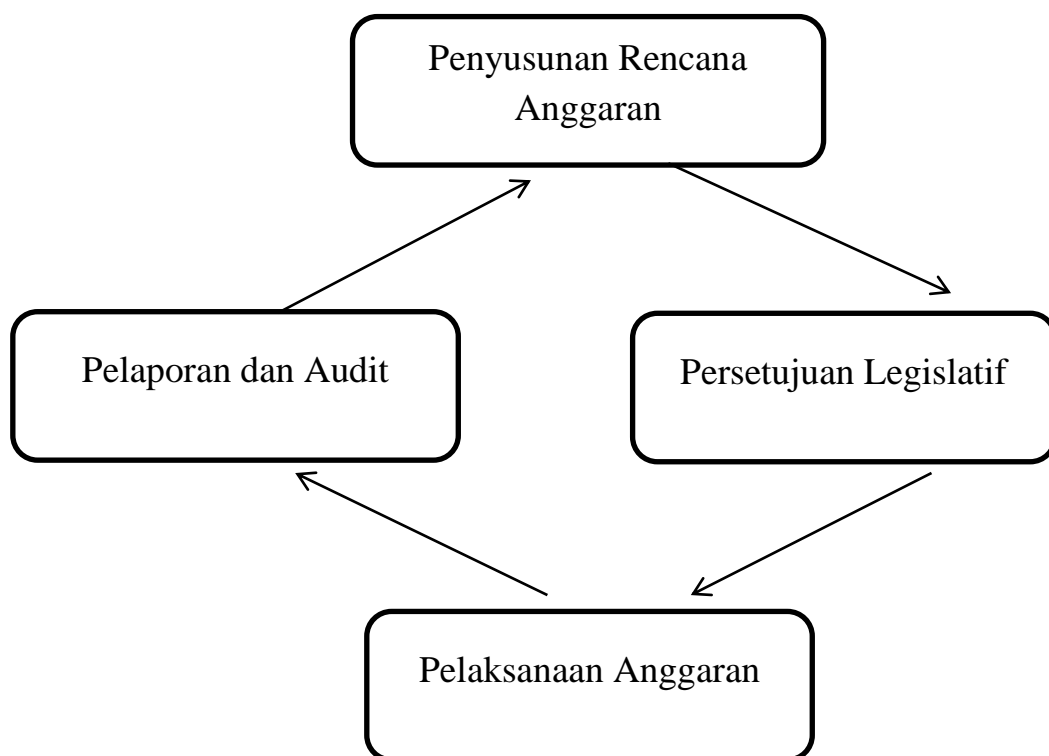 Penyusunan Rencana
Anggaran
Pelaporan dan Audit
Persetujuan Legislatif
Pelaksanaan Anggaran